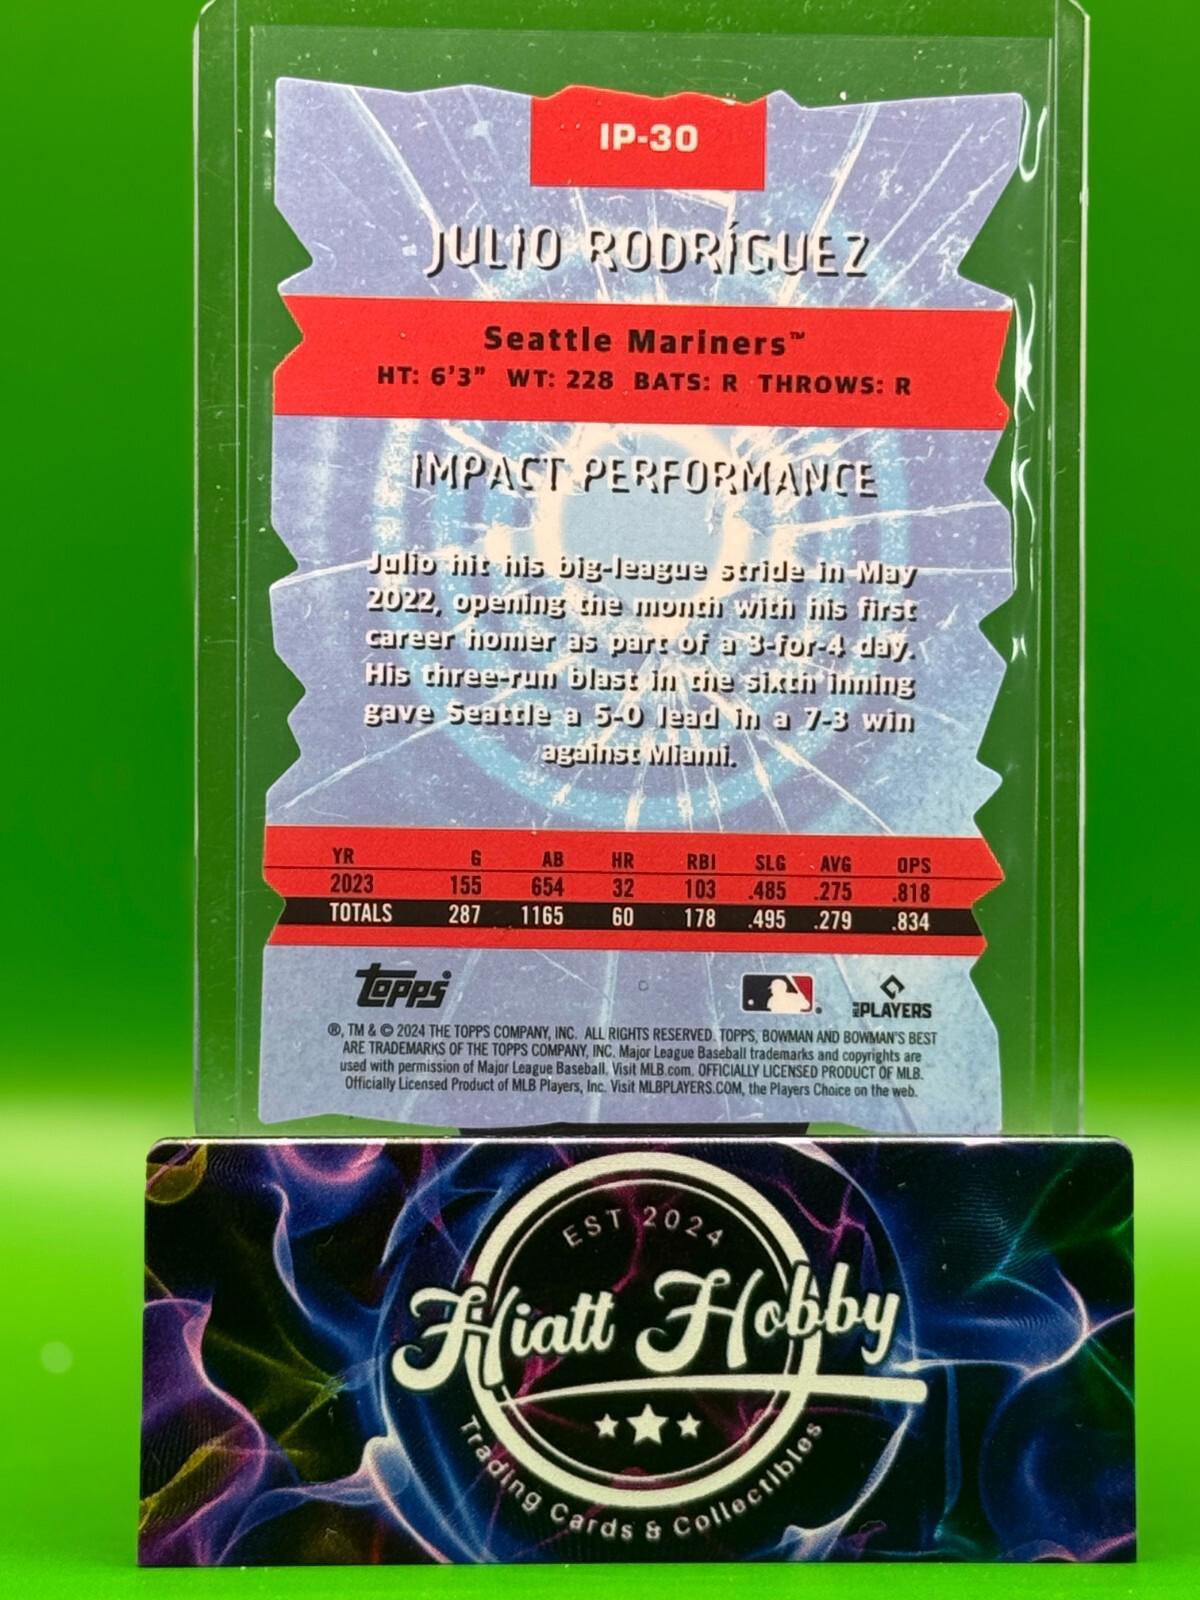 IP-30
JULIO RODRÍGUEZ
Seattle Mariners™
HT: 6'3" WT: 228 BATS: R THROWS: R
IMPACT PERFORMANCE
Julio hit his big-league stride in May
2022, opening the month with his first
career homer as part of a 3-for-4 day.
His three-run blast in the sixth inning
gave Seattle a 5-0 lead in a 7-3 win
against Miami.
YR G AB HR RBI SLG AVG OPS
2023 155 654 32 103 .485 .275 .818
TOTALS 287 1165 60 178 .495 .279 .834
topps
MLB PLAYERS
®, TM & © 2024 THE TOPPS COMPANY, INC. ALL RIGHTS RESERVED. TOPPS, BOWMAN AND BOWMAN'S BEST
ARE TRADEMARKS OF THE TOPPS COMPANY, INC. Major League Baseball trademarks and copyrights are
used with permission of Major League Baseball. Visit MLB.com. OFFICIALLY LICENSED PRODUCT OF MLB.
Officially Licensed Product of MLB Players, Inc. Visit MLBPLAYERS.COM, the Players Choice on the web.
EST 2024
Hiatt Hobby
Trading Cards & Collectibles